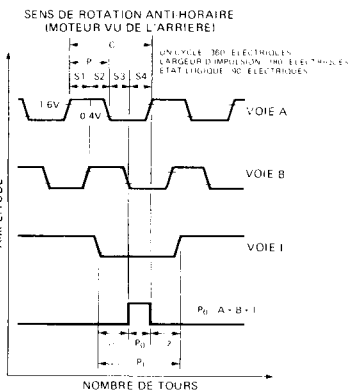 SENS DE ROTATION ANTI-HORAIRE
(MOTEUR VU DE L'ARRIERE)
C
UN CYCLE 360 ELECTRIQUES
LARGEUR D'IMPULSION 180 ELECTRIQUES
ETAT LOGIQUE 90 ELECTRIQUES
P
S1 S2 S3 S4
1.6V
0.4V
VOIE A
VOIE B
VOIE I
P0 A + B + I
P0
P1
AMPLITUDE
NOMBRE DE TOURS